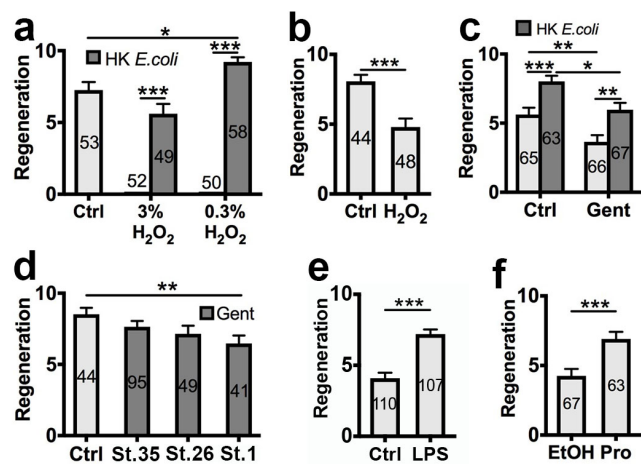 a
HK E.coli
Regeneration
10
5
0
*
***
***
53
52
49
50
58
Ctrl
3%
H₂O₂
0.3%
H₂O₂
b
Regeneration
10
5
0
***
44
48
Ctrl H₂O₂
c
HK E.coli
Regeneration
10
5
0
**
***
*
**
65
63
66
67
Ctrl
Gent
d
Regeneration
10
5
0
**
Gent
44
95
49
41
Ctrl St.35 St.26 St.1
e
Regeneration
10
5
0
***
110
107
Ctrl LPS
f
Regeneration
10
5
0
***
67
63
EtOH Pro